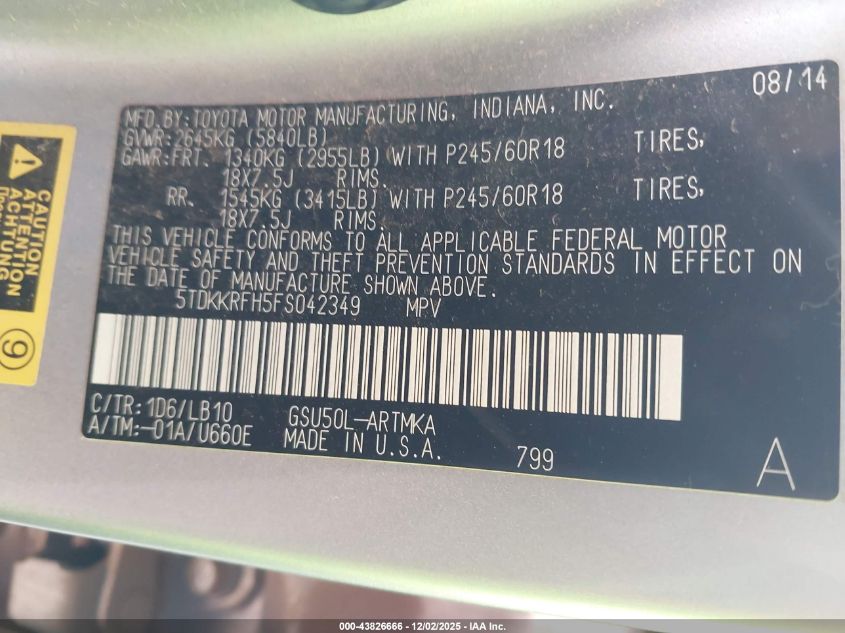 08/14
MFD.BY:TOYOTA MOTOR MANUFACTURING, INDIANA, INC.
GVWR:2645KG (5840LB)
GAWR:FRT. 1340KG (2955LB) WITH P245/60R18 TIRES,
18X7.5J RIMS.
RR. 1545KG (3415LB) WITH P245/60R18 TIRES,
18X7.5J RIMS.
THIS VEHICLE CONFORMS TO ALL APPLICABLE FEDERAL MOTOR
VEHICLE SAFETY AND THEFT PREVENTION STANDARDS IN EFFECT ON
THE DATE OF MANUFACTURE SHOWN ABOVE.
5TDKKRFH5FS042349 MPV
C/TR:1D6/LB10 GSU50L-ARTMKA
A/TM:-01A/U660E MADE IN U.S.A. 799
A
CAUTION
ATTENTION
ACHTUNG
9
000-43826666 - 12/02/2025 - IAA Inc.